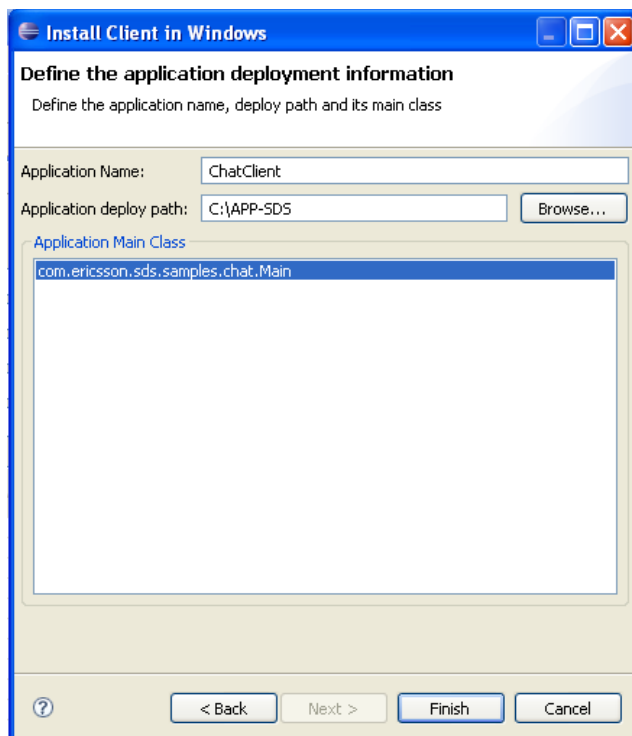 Install Client in Windows
Define the application deployment information
Define the application name, deploy path and its main class
Application Name: ChatClient
Application deploy path: C:\APP-SDS Browse...
Application Main Class
com.ericsson.sds.samples.chat.Main
? < Back Next > Finish Cancel